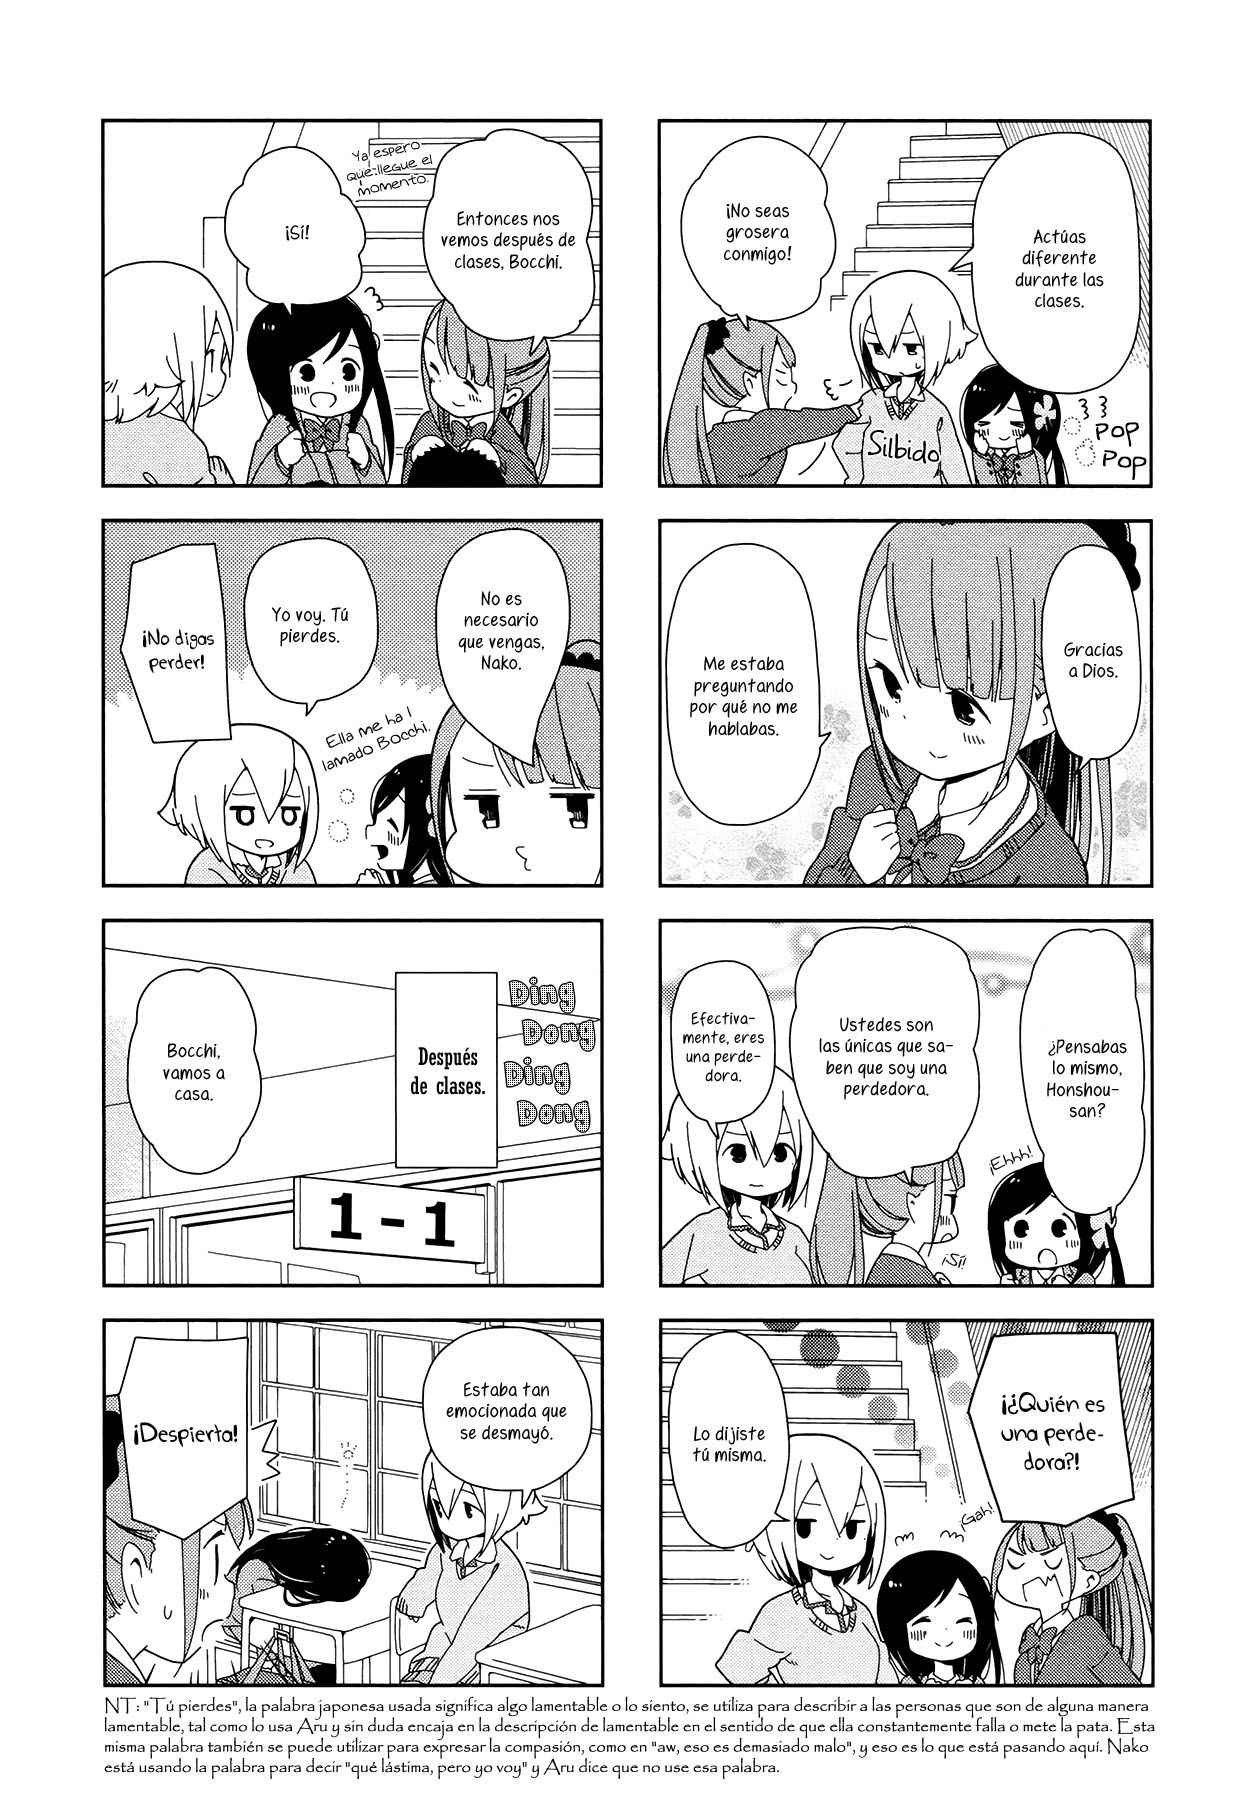 Actúas
diferente
durante las
clases.
¡No seas
grosera
conmigo!
Silbido
POP
POP
Gracias
a Dios.
Me estaba
preguntando
por qué no me
hablabas.
¿Pensabas
lo mismo,
Honshou-
san?
¡Ehhh!
¡Sí!
Ustedes son
las únicas que sa-
ben que soy una
perdedora.
Efectiva-
mente, eres
una perde-
dora.
¡¿Quién es
una perde-
dora?!
¡Gah!
Lo dijiste
tú misma.
Entonces nos
vemos después de
clases, Bocchi.
Ya espero
que llegue el
momento.
¡Sí!
No es
necesario
que vengas,
Nako.
Yo voy. Tú
pierdes.
Ella me ha l
lamado Bocchi.
¡No digas
perder!
Ding
Dong
Ding
Dong
Después
de clases.
Bocchi,
vamos a
casa.
1-1
Estaba tan
emocionada que
se desmayó.
¡Despierta!
NT: "Tú pierdes", la palabra japonesa usada significa algo lamentable o lo siento, se utiliza para describir a las personas que son de alguna manera
lamentable, tal como lo usa Aru y sin duda encaja en la descripción de lamentable en el sentido de que ella constantemente falla o mete la pata. Esta
misma palabra también se puede utilizar para expresar la compasión, como en "aw, eso es demasiado malo", y eso es lo que está pasando aquí. Nako
está usando la palabra para decir "qué lástima, pero yo voy" y Aru dice que no use esa palabra.